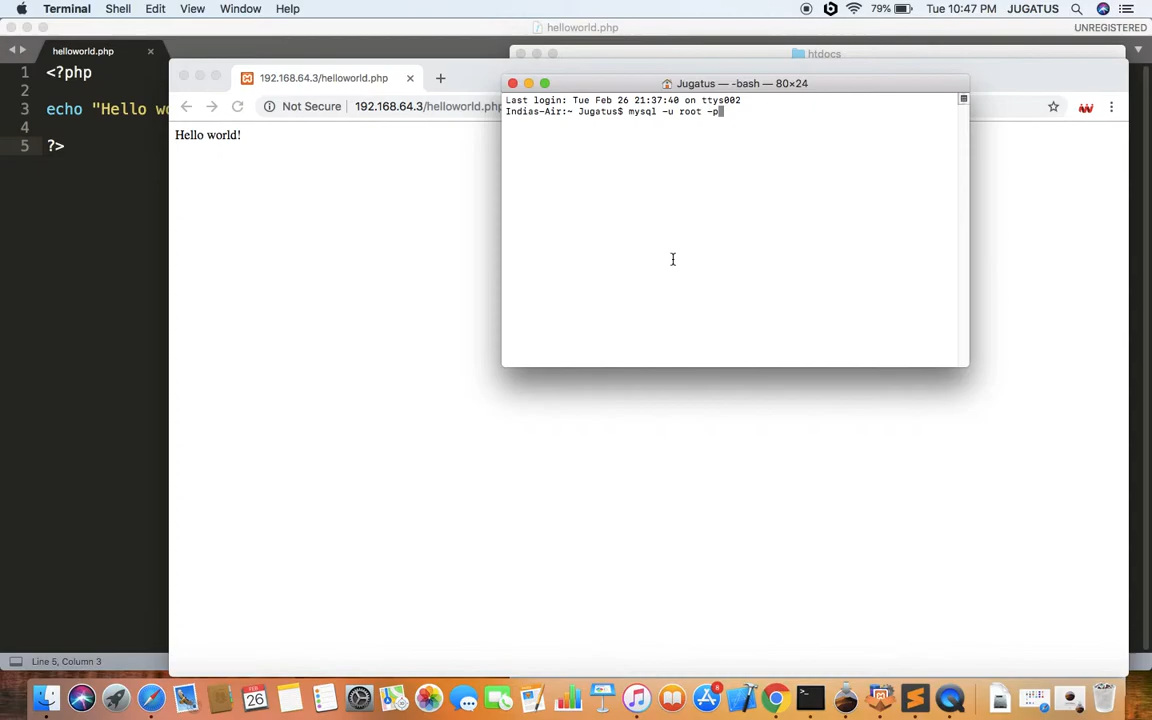 Terminal Shell Edit View Window Help 79% Tue 10:47 PM JUGATUS
helloworld.php UNREGISTERED
helloworld.php
htdocs
192.168.64.3/helloworld.php
Jugatus — -bash — 80×24
Not Secure 192.168.64.3/helloworld.php
1 <?php
2
3 echo "Hello wo
4
5 ?>
Last login: Tue Feb 26 21:37:40 on ttys002
Indias-Air:~ Jugatus$ mysql -u root -p
Hello world!
Line 5, Column 3
FEB
26
8